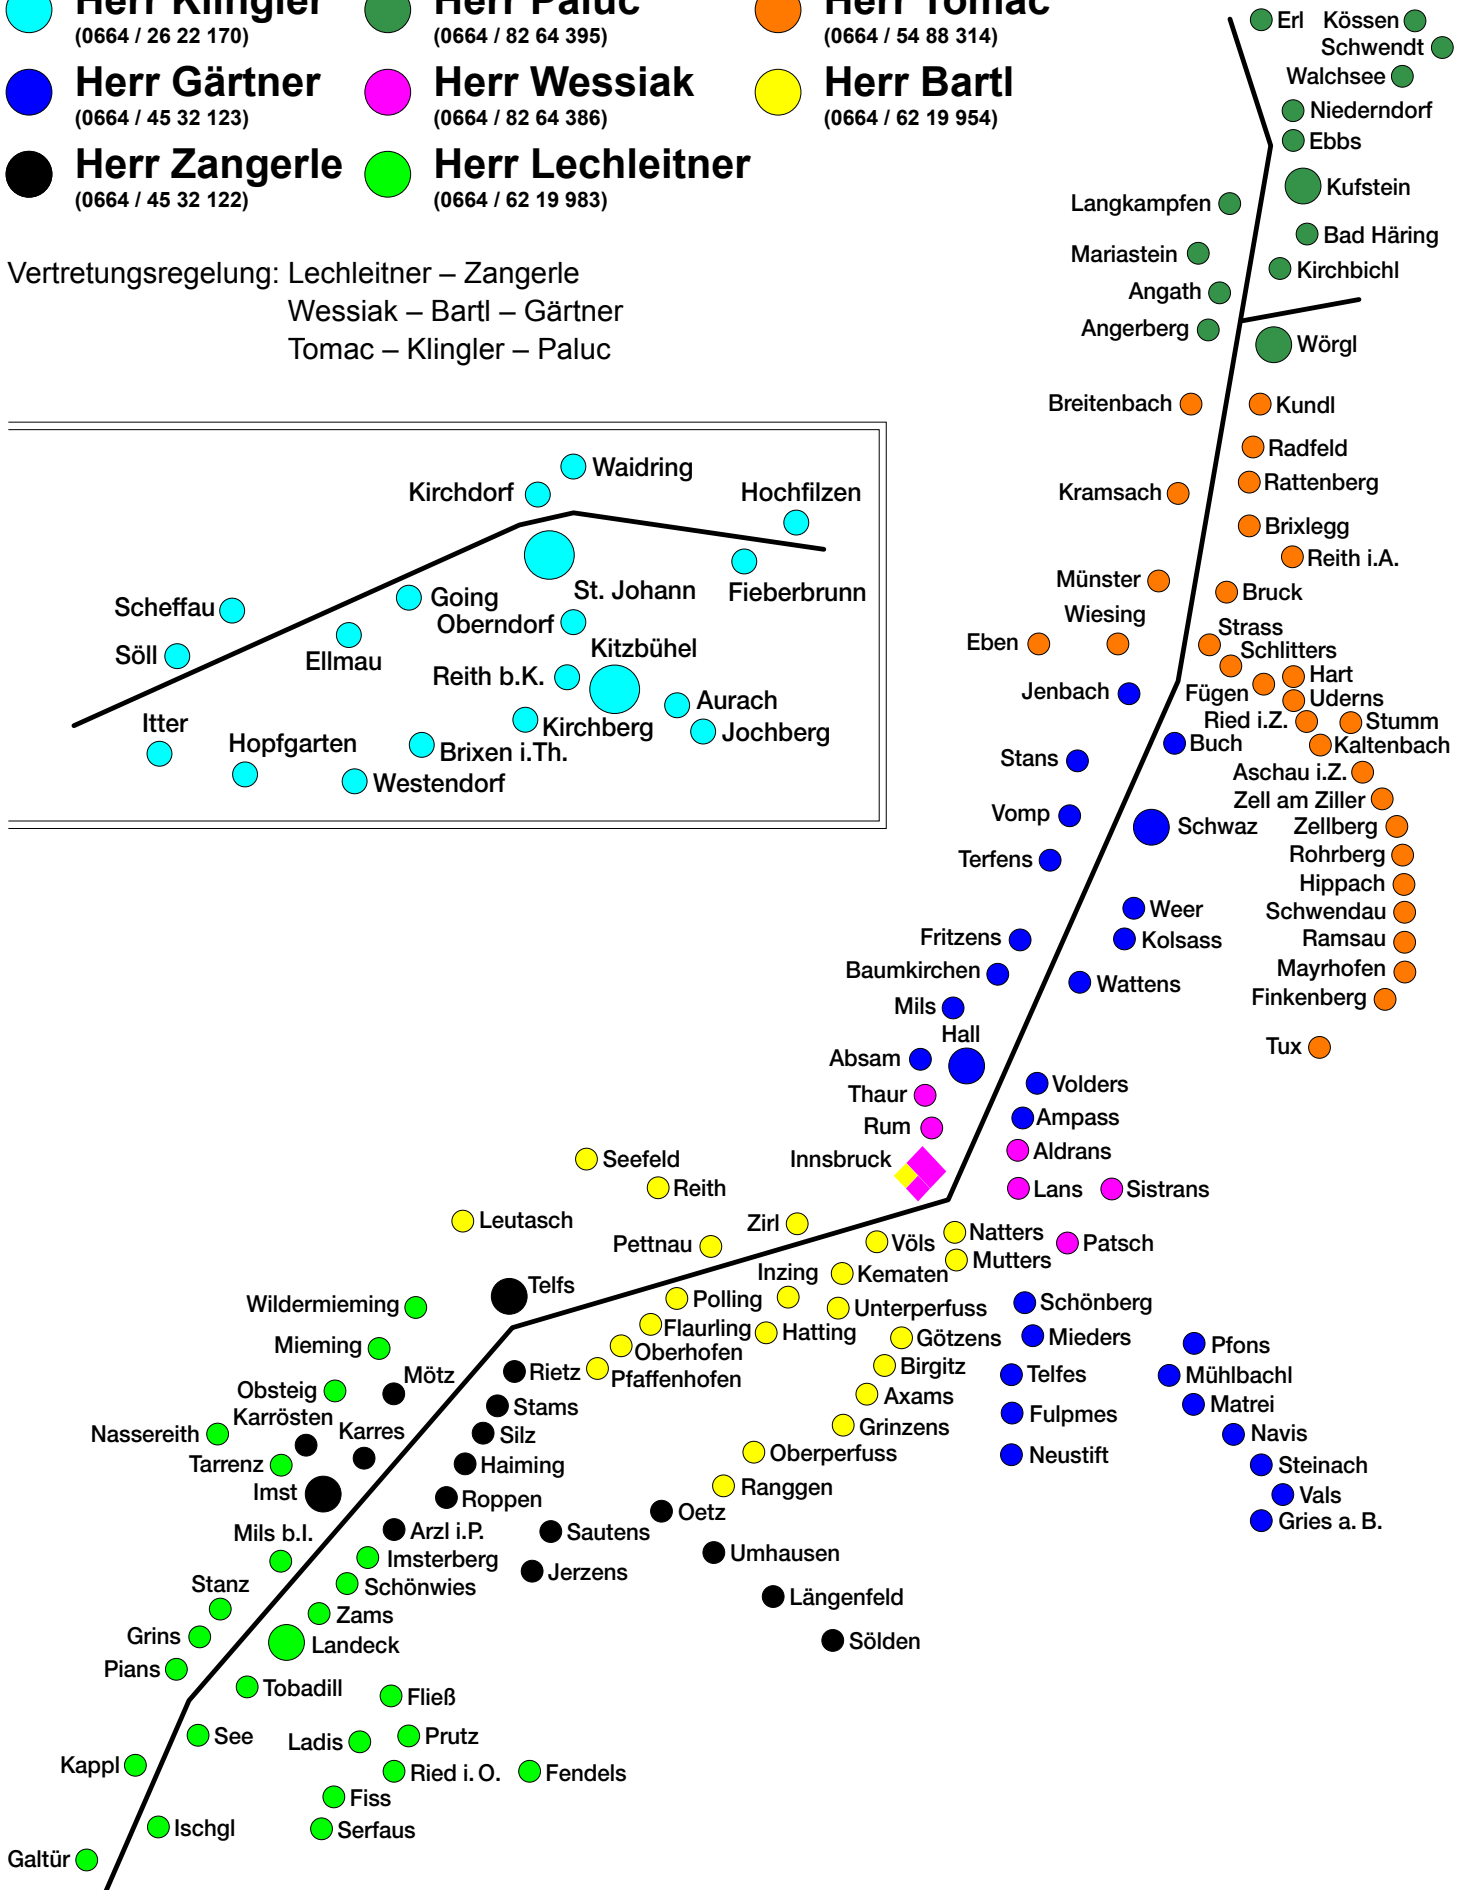 Herr Klingler
(0664 / 26 22 170)
Herr Paluc
(0664 / 82 64 395)
Herr Tomac
(0664 / 54 88 314)
Herr Gärtner
(0664 / 45 32 123)
Herr Wessiak
(0664 / 82 64 386)
Herr Bartl
(0664 / 62 19 954)
Herr Zangerle
(0664 / 45 32 122)
Herr Lechleitner
(0664 / 62 19 983)
Vertretungsregelung: Lechleitner – Zangerle
Wessiak – Bartl – Gärtner
Tomac – Klingler – Paluc
Waidring
Kirchdorf
Hochfilzen
St. Johann
Fieberbrunn
Scheffau
Going
Oberndorf
Söll
Ellmau
Kitzbühel
Reith b.K.
Aurach
Itter
Kirchberg
Jochberg
Hopfgarten
Brixen i.Th.
Westendorf
Erl
Kössen
Schwendt
Walchsee
Niederndorf
Ebbs
Kufstein
Langkampfen
Bad Häring
Mariastein
Kirchbichl
Angath
Angerberg
Wörgl
Breitenbach
Kundl
Radfeld
Rattenberg
Kramsach
Brixlegg
Reith i.A.
Münster
Bruck
Wiesing
Strass
Eben
Schlitters
Hart
Jenbach
Fügen
Uderns
Ried i.Z.
Stumm
Buch
Kaltenbach
Stans
Aschau i.Z.
Zell am Ziller
Vomp
Schwaz
Zellberg
Terfens
Rohrberg
Hippach
Weer
Schwendau
Fritzens
Kolsass
Ramsau
Baumkirchen
Wattens
Mayrhofen
Finkenberg
Mils
Hall
Tux
Absam
Volders
Thaur
Ampass
Rum
Aldrans
Innsbruck
Lans
Sistrans
Seefeld
Reith
Leutasch
Zirl
Pettnau
Völs
Natters
Patsch
Mutters
Inzing
Kematen
Telfs
Wildermieming
Polling
Unterperfuss
Schönberg
Flaurling
Hatting
Götzens
Mieders
Pfons
Mieming
Oberhofen
Mötz
Rietz
Pfaffenhofen
Birgitz
Telfes
Mühlbachl
Obsteig
Axams
Matrei
Stams
Karrösten
Karres
Fulpmes
Nassereith
Silz
Grinzens
Navis
Tarrenz
Haiming
Oberperfuss
Neustift
Steinach
Imst
Roppen
Ranggen
Vals
Oetz
Gries a. B.
Mils b.I.
Arzl i.P.
Sautens
Imsterberg
Umhausen
Jerzens
Stanz
Schönwies
Längenfeld
Zams
Grins
Landeck
Sölden
Pians
Tobadill
Fließ
See
Ladis
Prutz
Kappl
Ried i. O.
Fendels
Fiss
Ischgl
Serfaus
Galtür